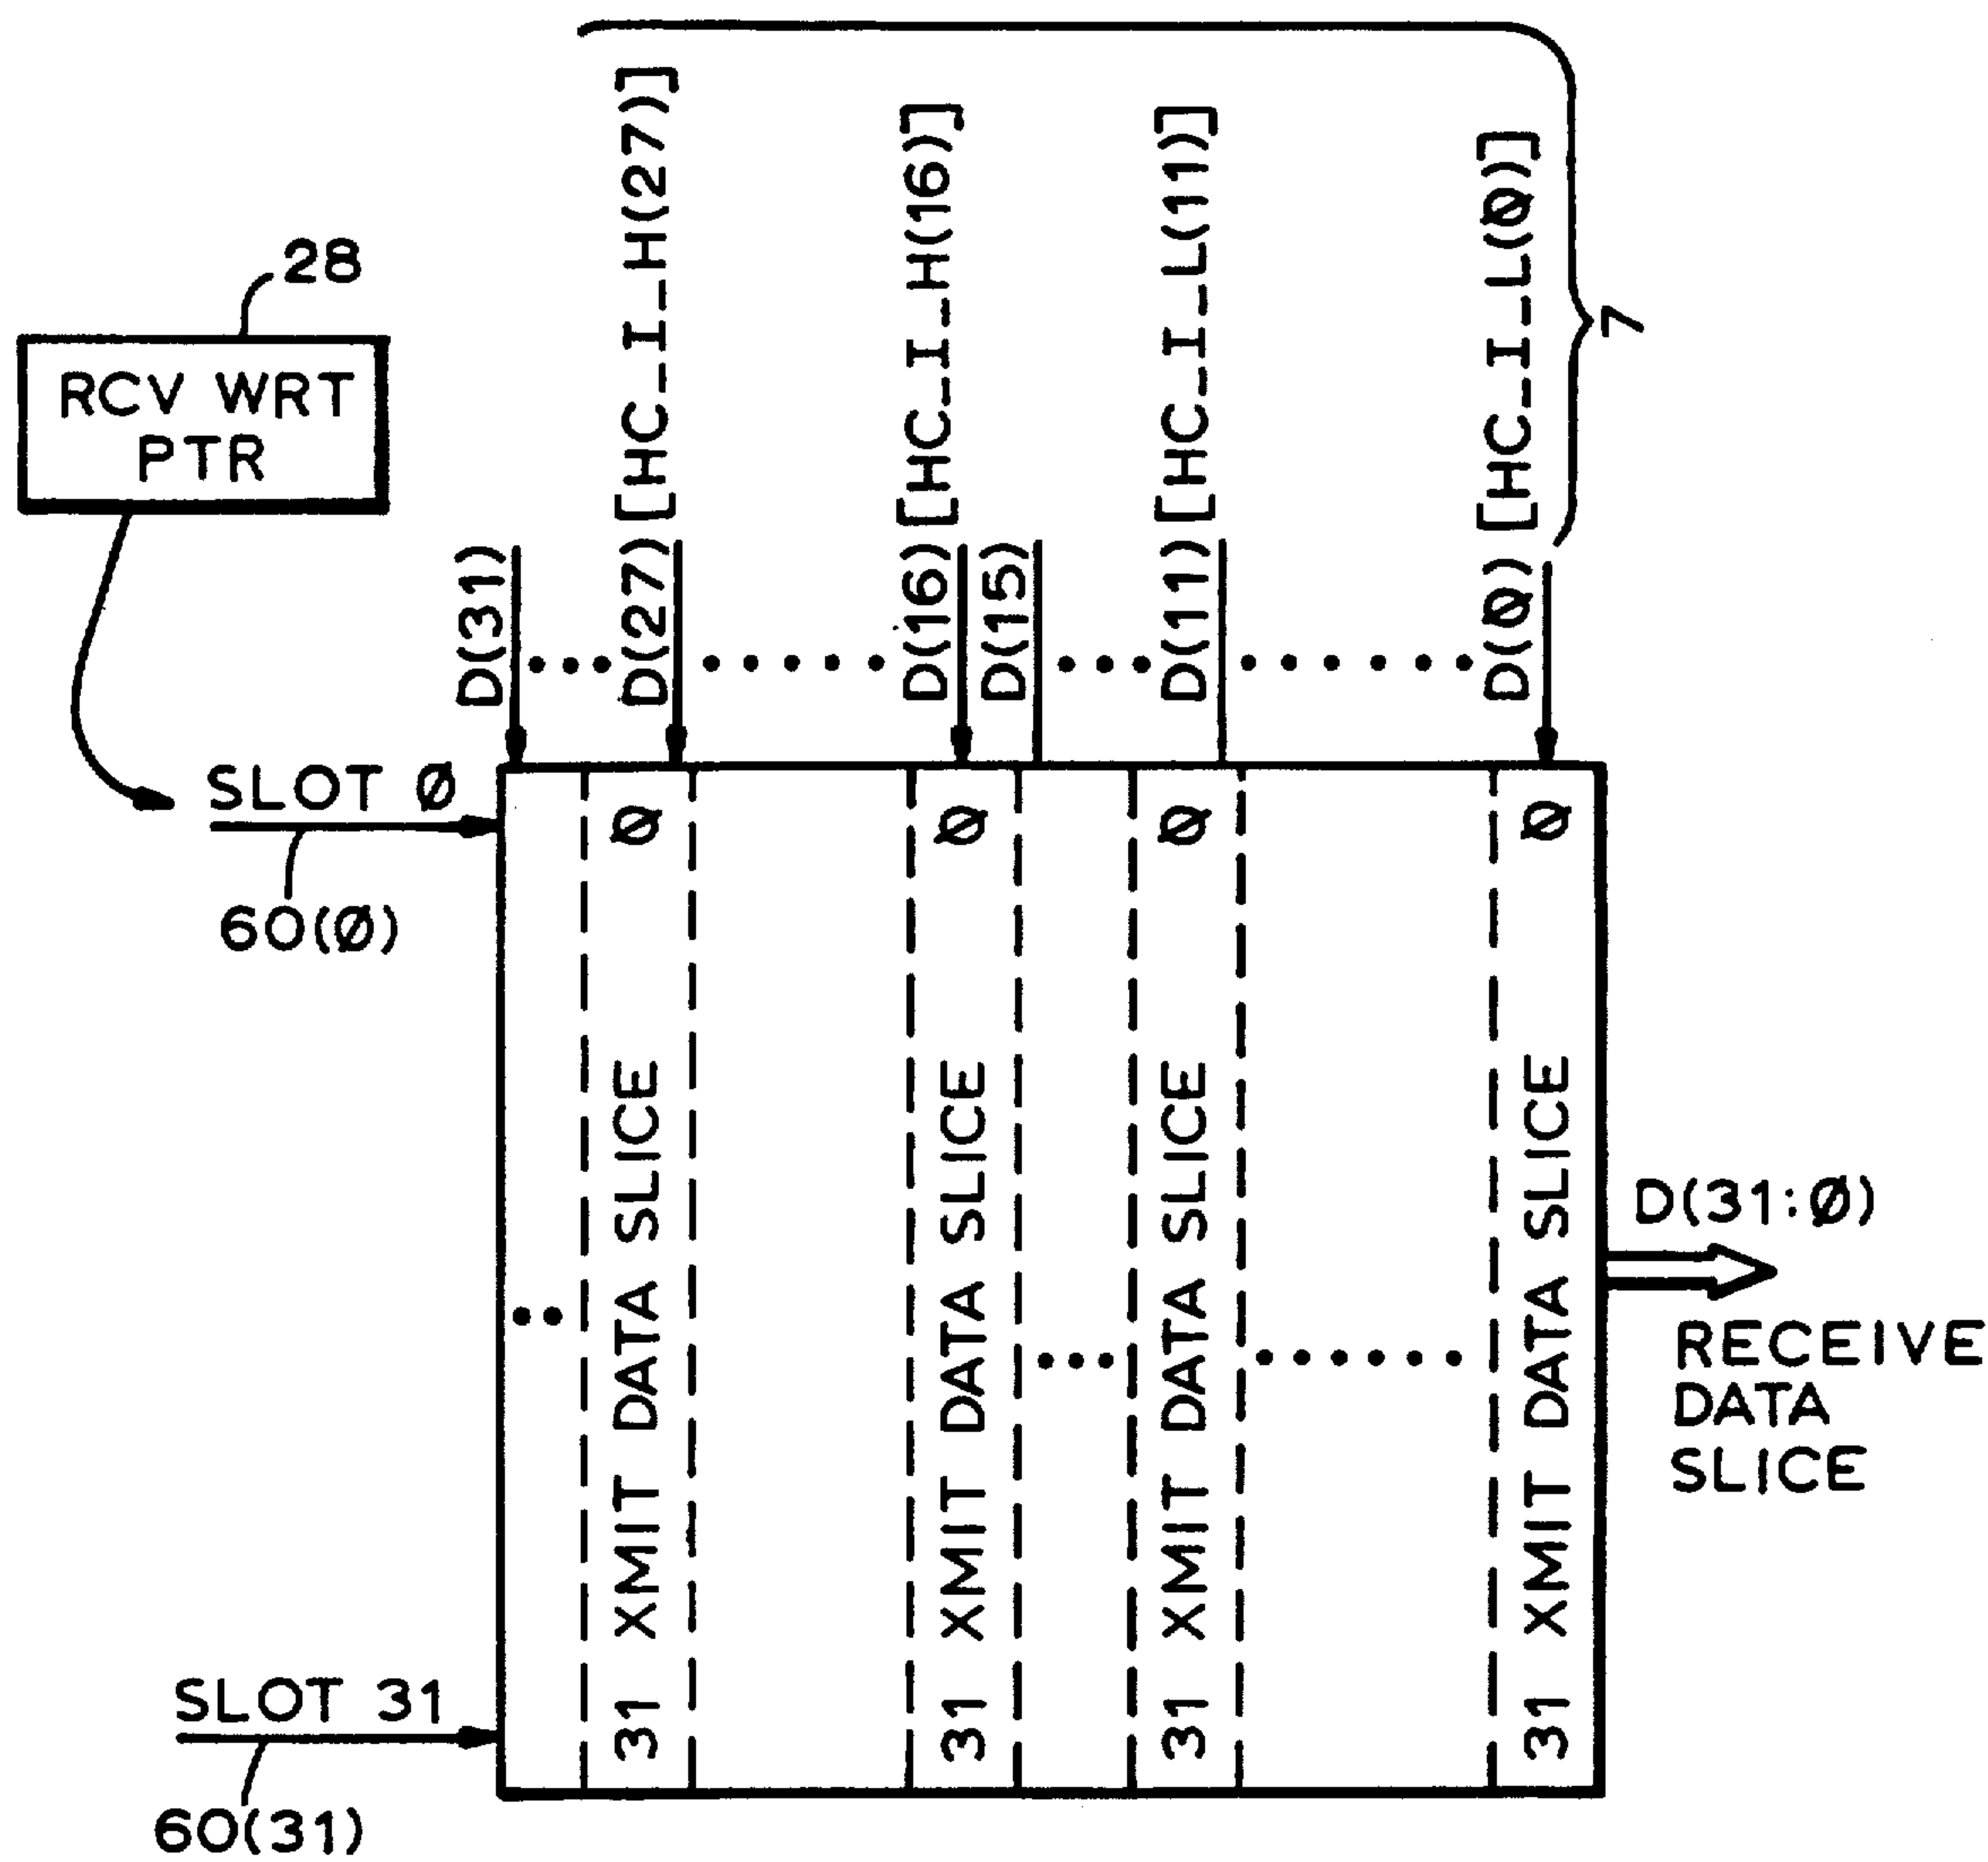 28
RCV WRT
PTR
D(31)
D(27)[HC_I_H(27)]
D(16)[HC_I_H(16)]
D(15)
D(11)[HC_I_L(11)]
D(Ø)[HC_I_L(Ø)]
7
SLOT Ø
60(Ø)
31 XMIT DATA SLICE Ø
31 XMIT DATA SLICE Ø
31 XMIT DATA SLICE Ø
31 XMIT DATA SLICE Ø
D(31:Ø)
RECEIVE
DATA
SLICE
SLOT 31
60(31)